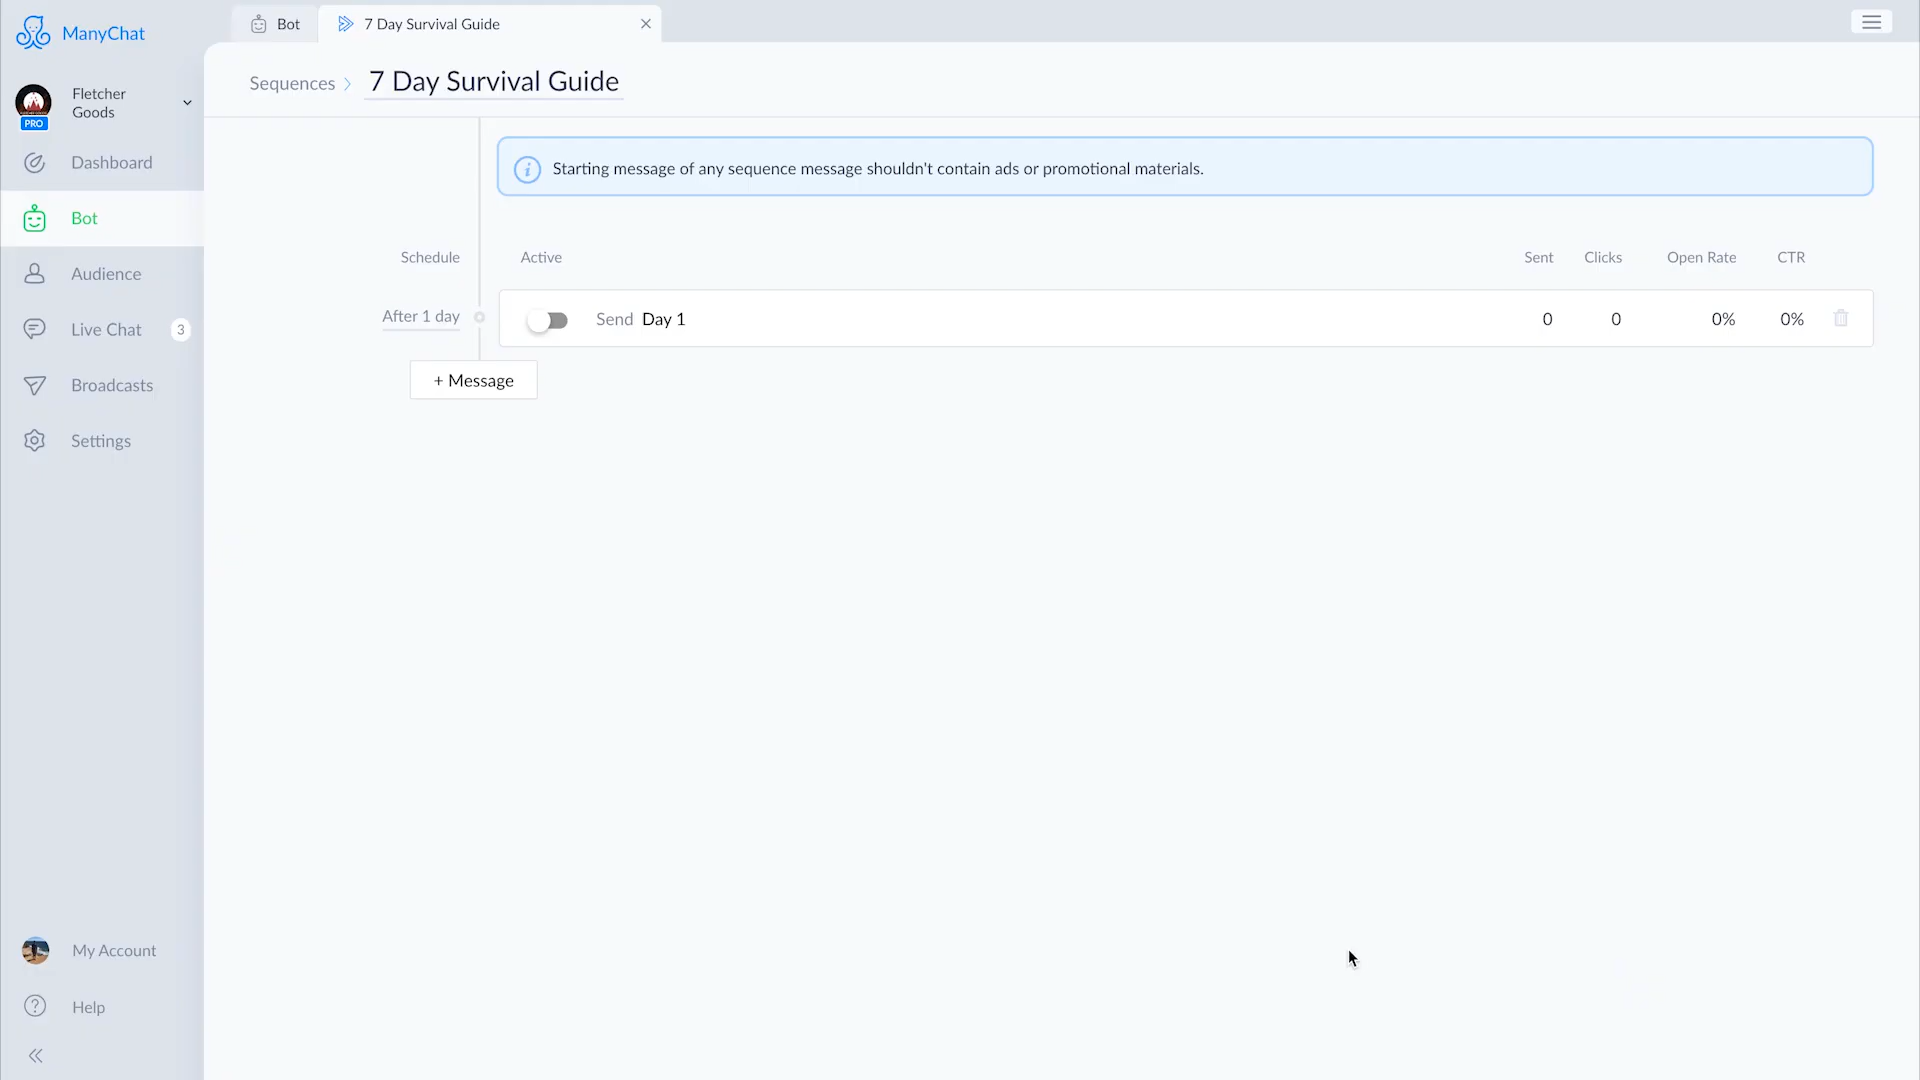 ManyChat
Bot
7 Day Survival Guide
Fletcher
Goods
PRO
Dashboard
Bot
Audience
Live Chat
3
Broadcasts
Settings
My Account
Help
Sequences
7 Day Survival Guide
Starting message of any sequence message shouldn't contain ads or promotional materials.
Schedule
Active
Sent
Clicks
Open Rate
CTR
After 1 day
Send Day 1
0
0
0%
0%
+ Message